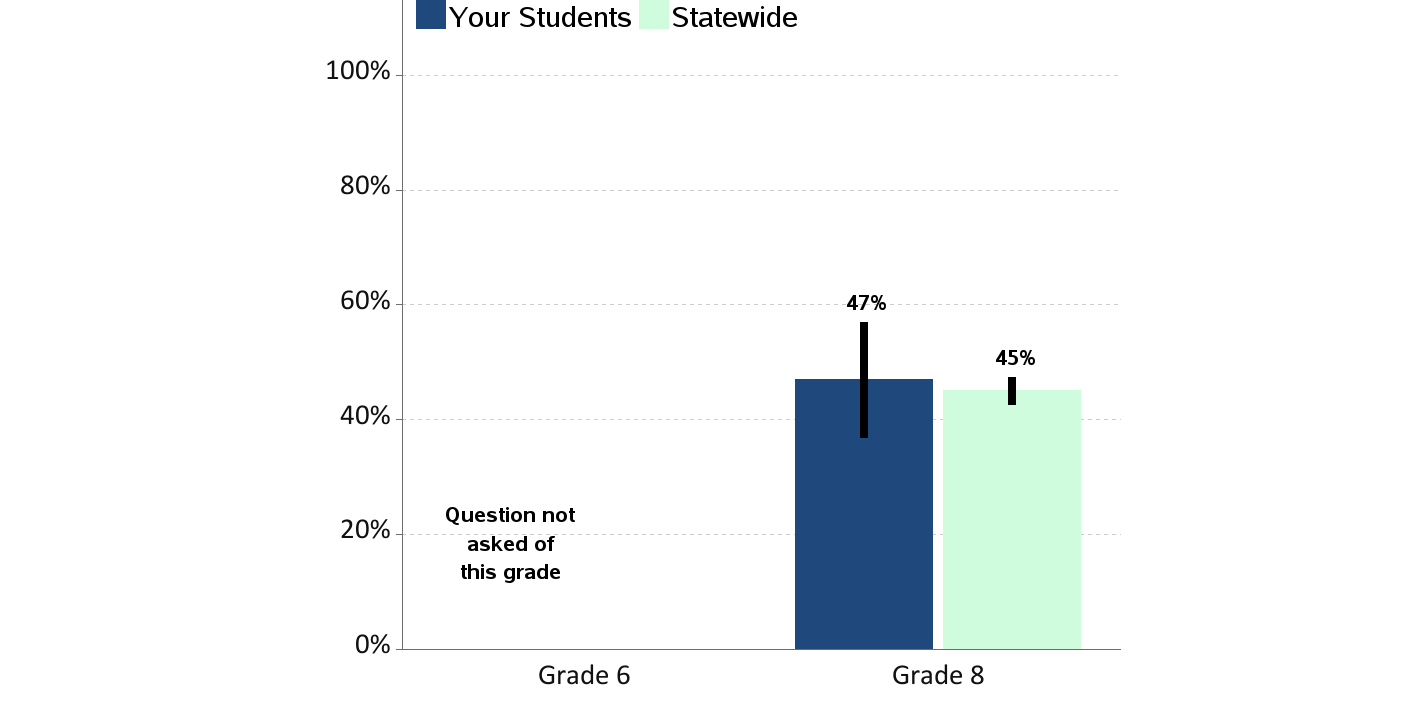 Your Students Statewide
100%
80%
60%
47%
45%
40%
Question not
20%
asked of
this grade
0%
Grade 6 Grade 8